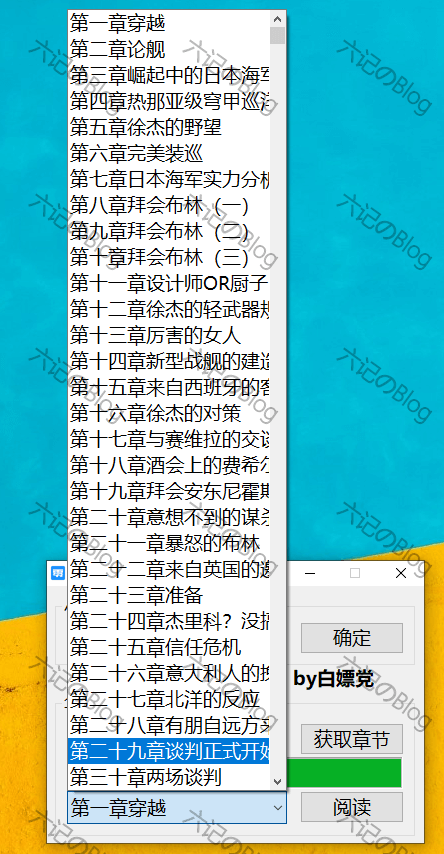 第一章穿越
第二章论舰
第三章崛起中的日本海军
第四章热那亚级穹甲巡洋
第五章徐杰的野望
第六章完美装巡
第七章日本海军实力分析
第八章拜会布林（一）
第九章拜会布林（二）
第十章拜会布林（三）
第十一章设计师OR厨子
第十二章徐杰的轻武器规
第十三章厉害的女人
第十四章新型战舰的建造
第十五章来自西班牙的客
第十六章徐杰的对策
第十七章与赛维拉的交谈
第十八章酒会上的费希尔
第十九章拜会安东尼霍斯
第二十章意想不到的谋杀
第二十一章暴怒的布林
第二十二章来自英国的邀
第二十三章准备
第二十四章杰里科？没搞
第二十五章信任危机
第二十六章意大利人的换
第二十七章北洋的反应
第二十八章有朋自远方来
第二十九章谈判正式开始
第三十章两场谈判
确定
by白嫖党
获取章节
第一章穿越
阅读
六记のBlog
六记のBlog
六记のBlog
六记のBlog
六记のBlog
六记のBlog
六记のBlog
六记のBlog
六记のBlog
六记のBlog
六记のBlog
六记のBlog